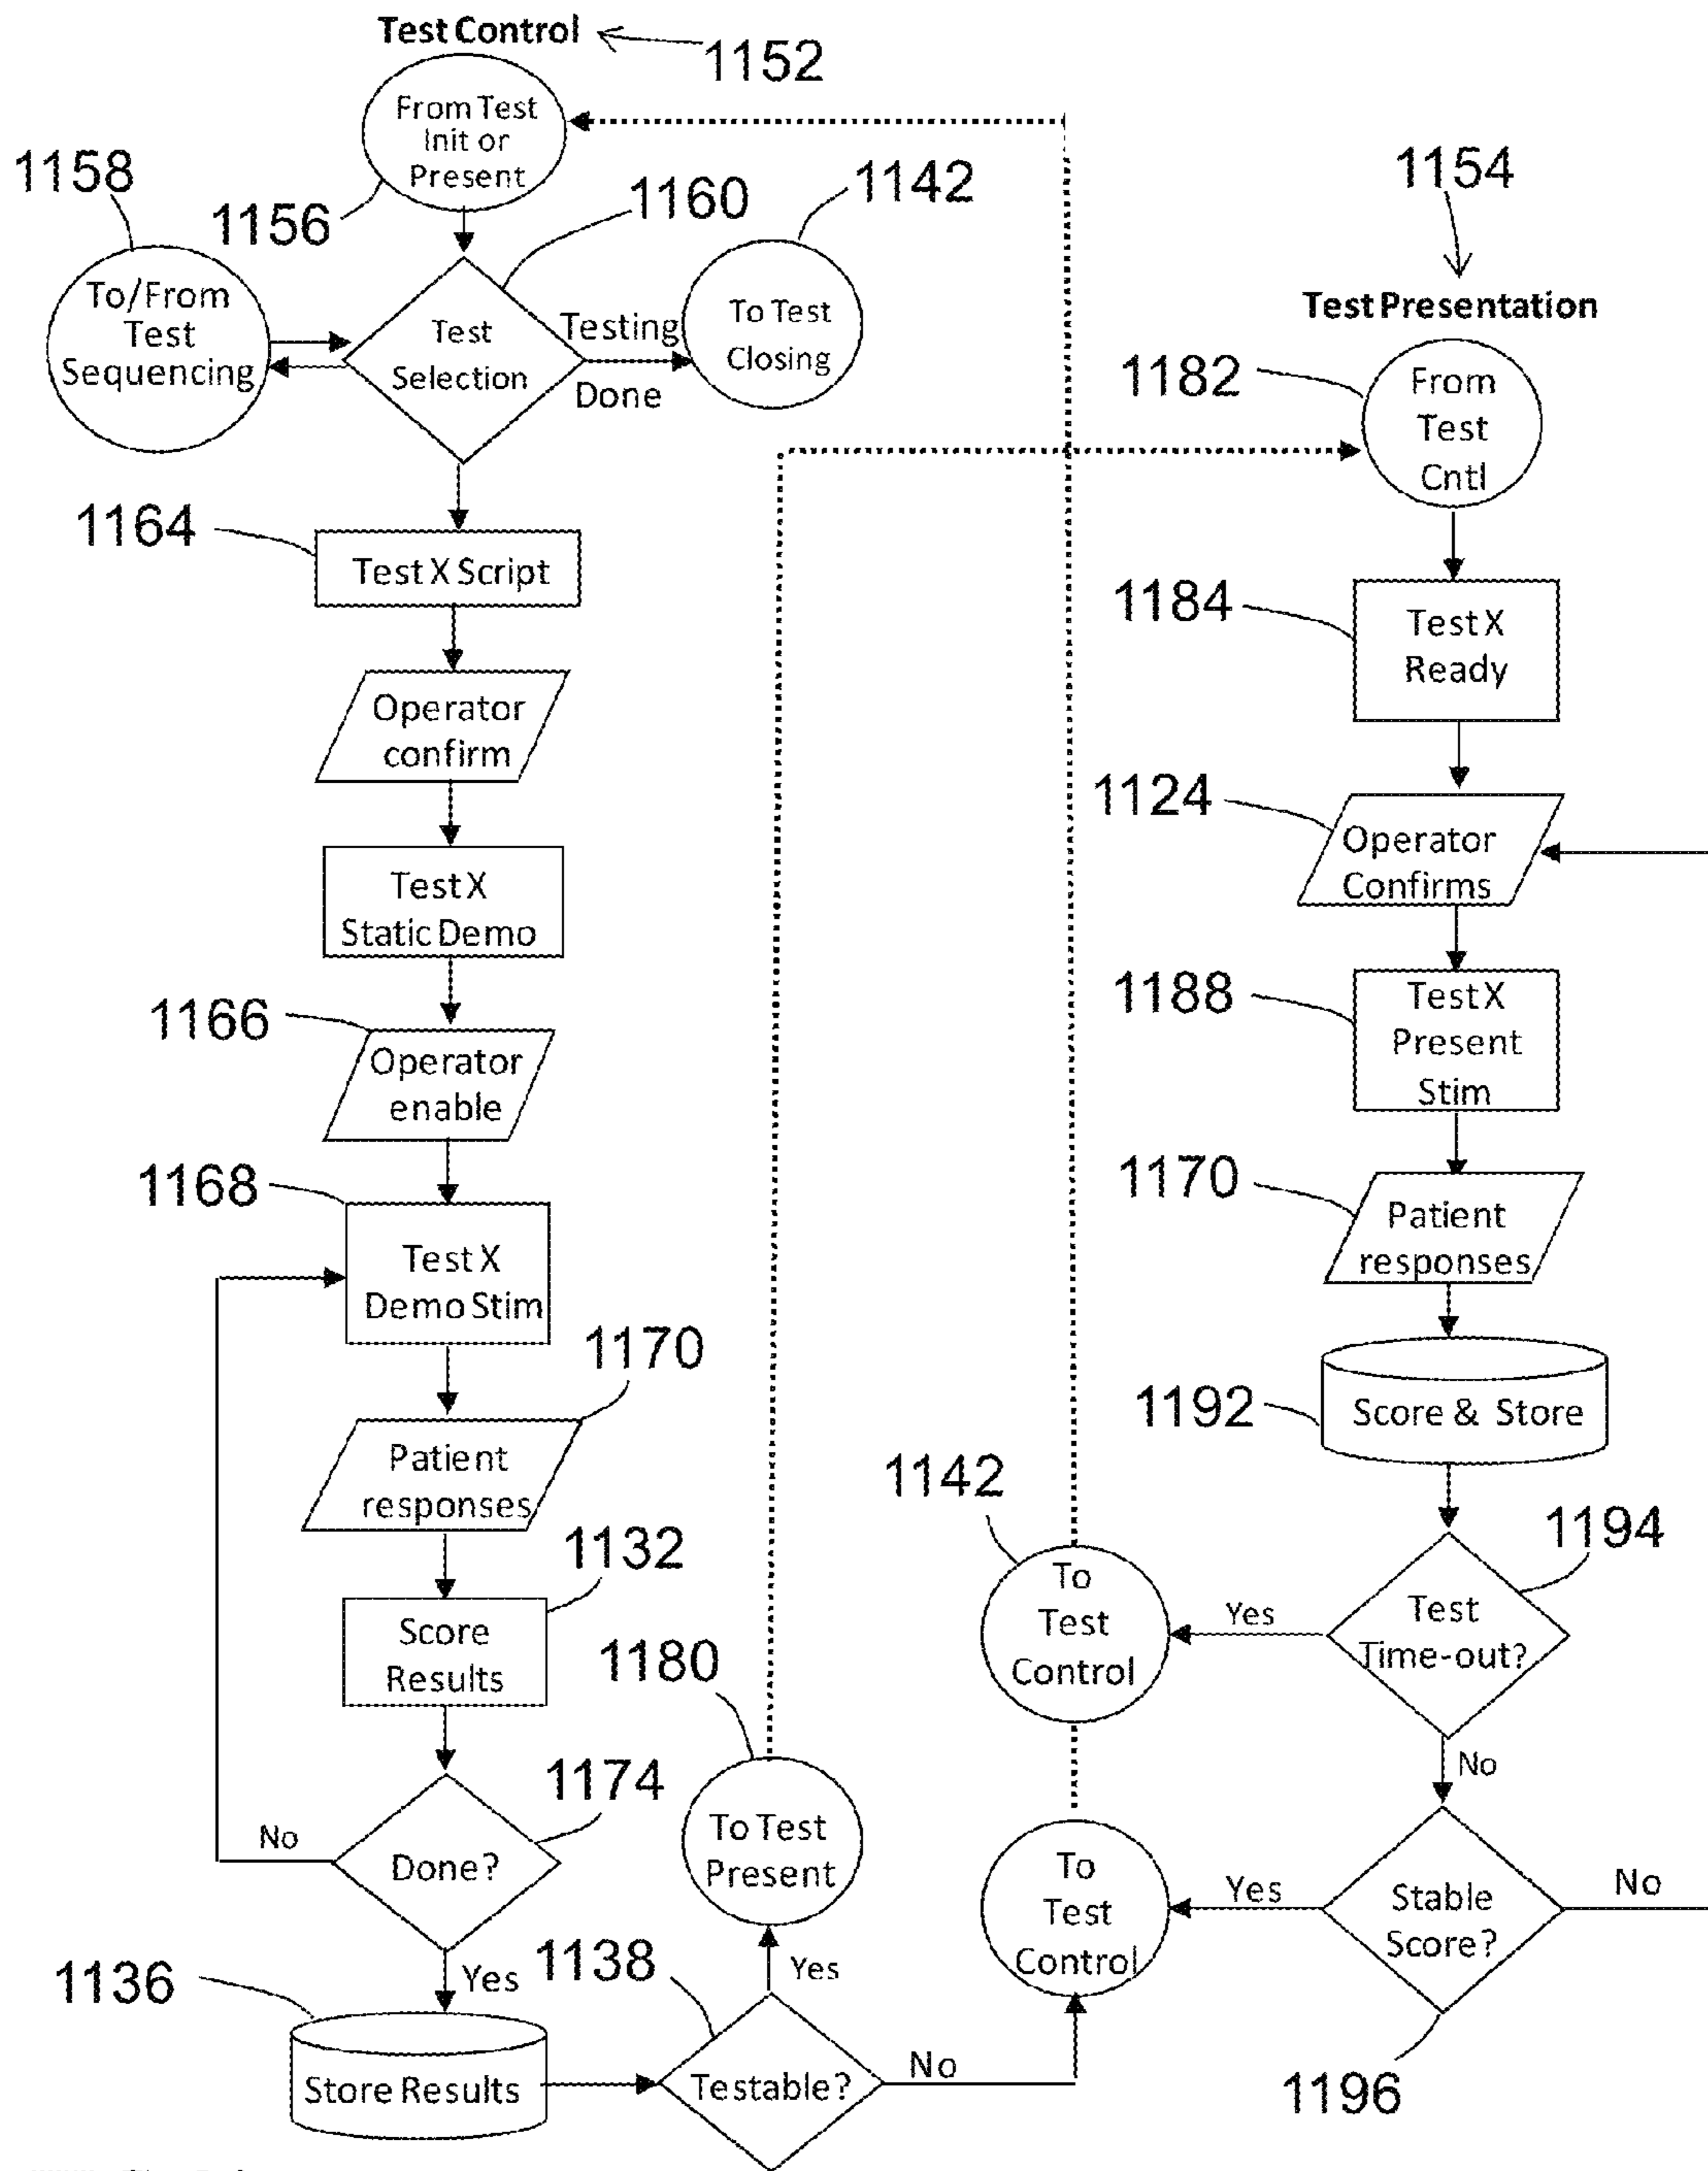 Test Control
1152
From Test
Init or
Present
1156
1158
To/From
Test
Sequencing
1160
Test
Selection
Testing
Done
1142
To Test
Closing
1164
Test X Script
Operator
confirm
Test X
Static Demo
1166
Operator
enable
1168
Test X
Demo Stim
1170
Patient
responses
1132
Score
Results
1174
Done?
No
Yes
1136
Store Results
1138
Testable?
Yes
No
1180
To Test
Present
1154
Test Presentation
1182
From
Test
Cntl
1184
Test X
Ready
1124
Operator
Confirms
1188
Test X
Present
Stim
1170
Patient
responses
1192
Score & Store
1194
Test
Time-out?
Yes
No
1142
To
Test
Control
Stable
Score?
1196
Yes
No
To
Test
Control